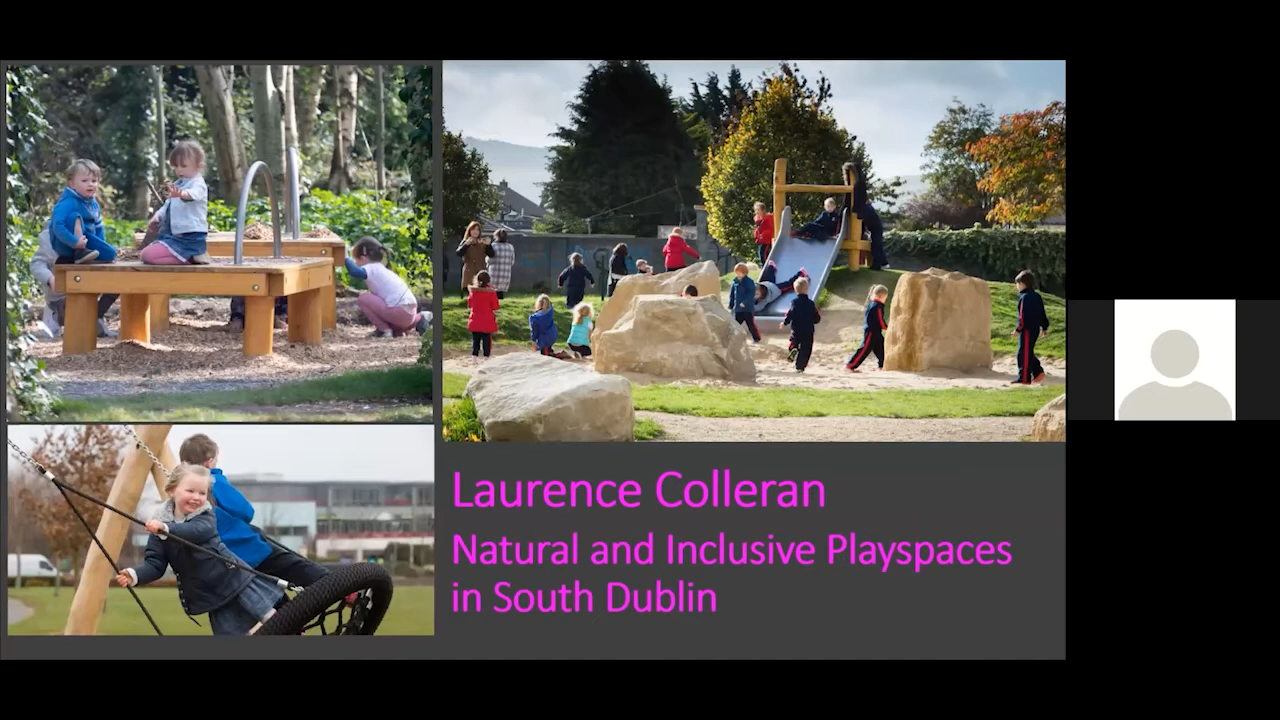 Laurence Colleran
Natural and Inclusive Playspaces
in South Dublin